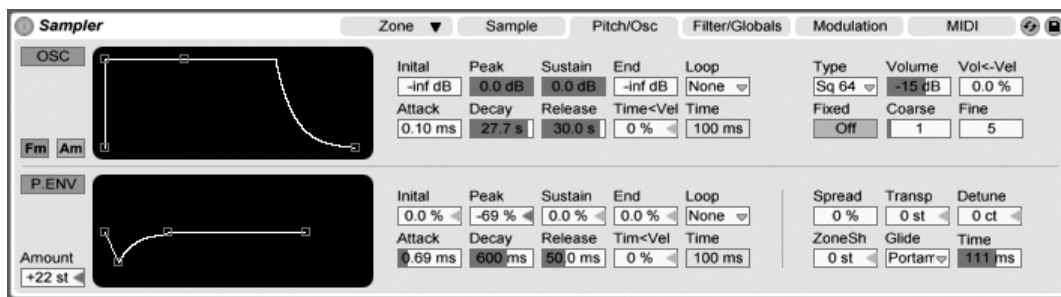 Sampler Zone ▼ Sample Pitch/Osc Filter/Globals Modulation MIDI
OSC
Inital Peak Sustain End Loop Type Volume Vol<-Vel
-inf dB 0.0 dB 0.0 dB -inf dB None Sq 64 -15 dB 0.0 %
Attack Decay Release Time<Vel Time Fixed Coarse Fine
0.10 ms 27.7 s 30.0 s 0 % 100 ms Off 1 5
Fm Am
P.ENV
Inital Peak Sustain End Loop Spread Transp Detune
0.0 % -69 % 0.0 % 0.0 % None 0 % 0 st 0 ct
Attack Decay Release Tim<Vel Time ZoneSh Glide Time
0.69 ms 600 ms 50.0 ms 0 % 100 ms 0 st Portam 111 ms
Amount
+22 st